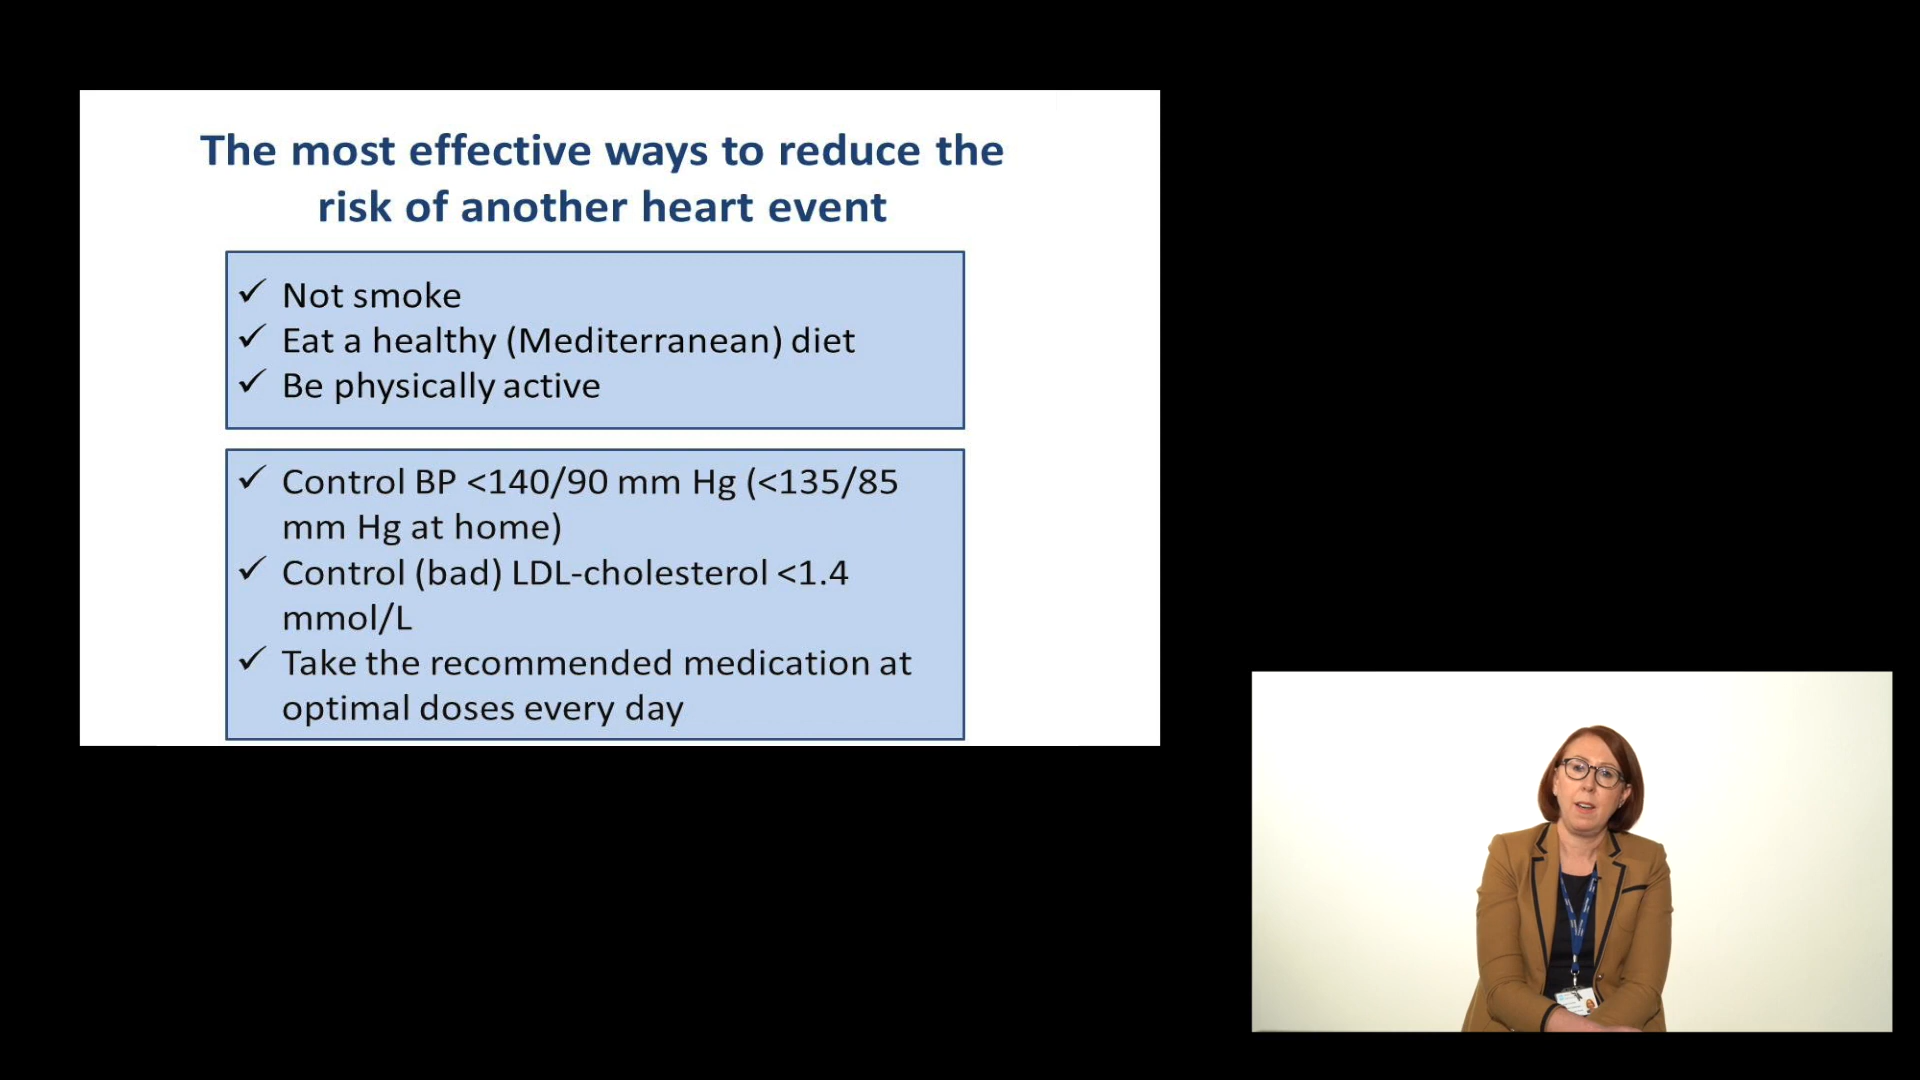 The most effective ways to reduce the
risk of another heart event
✓ Not smoke
✓ Eat a healthy (Mediterranean) diet
✓ Be physically active
✓ Control BP <140/90 mm Hg (<135/85
mm Hg at home)
✓ Control (bad) LDL-cholesterol <1.4
mmol/L
✓ Take the recommended medication at
optimal doses every day